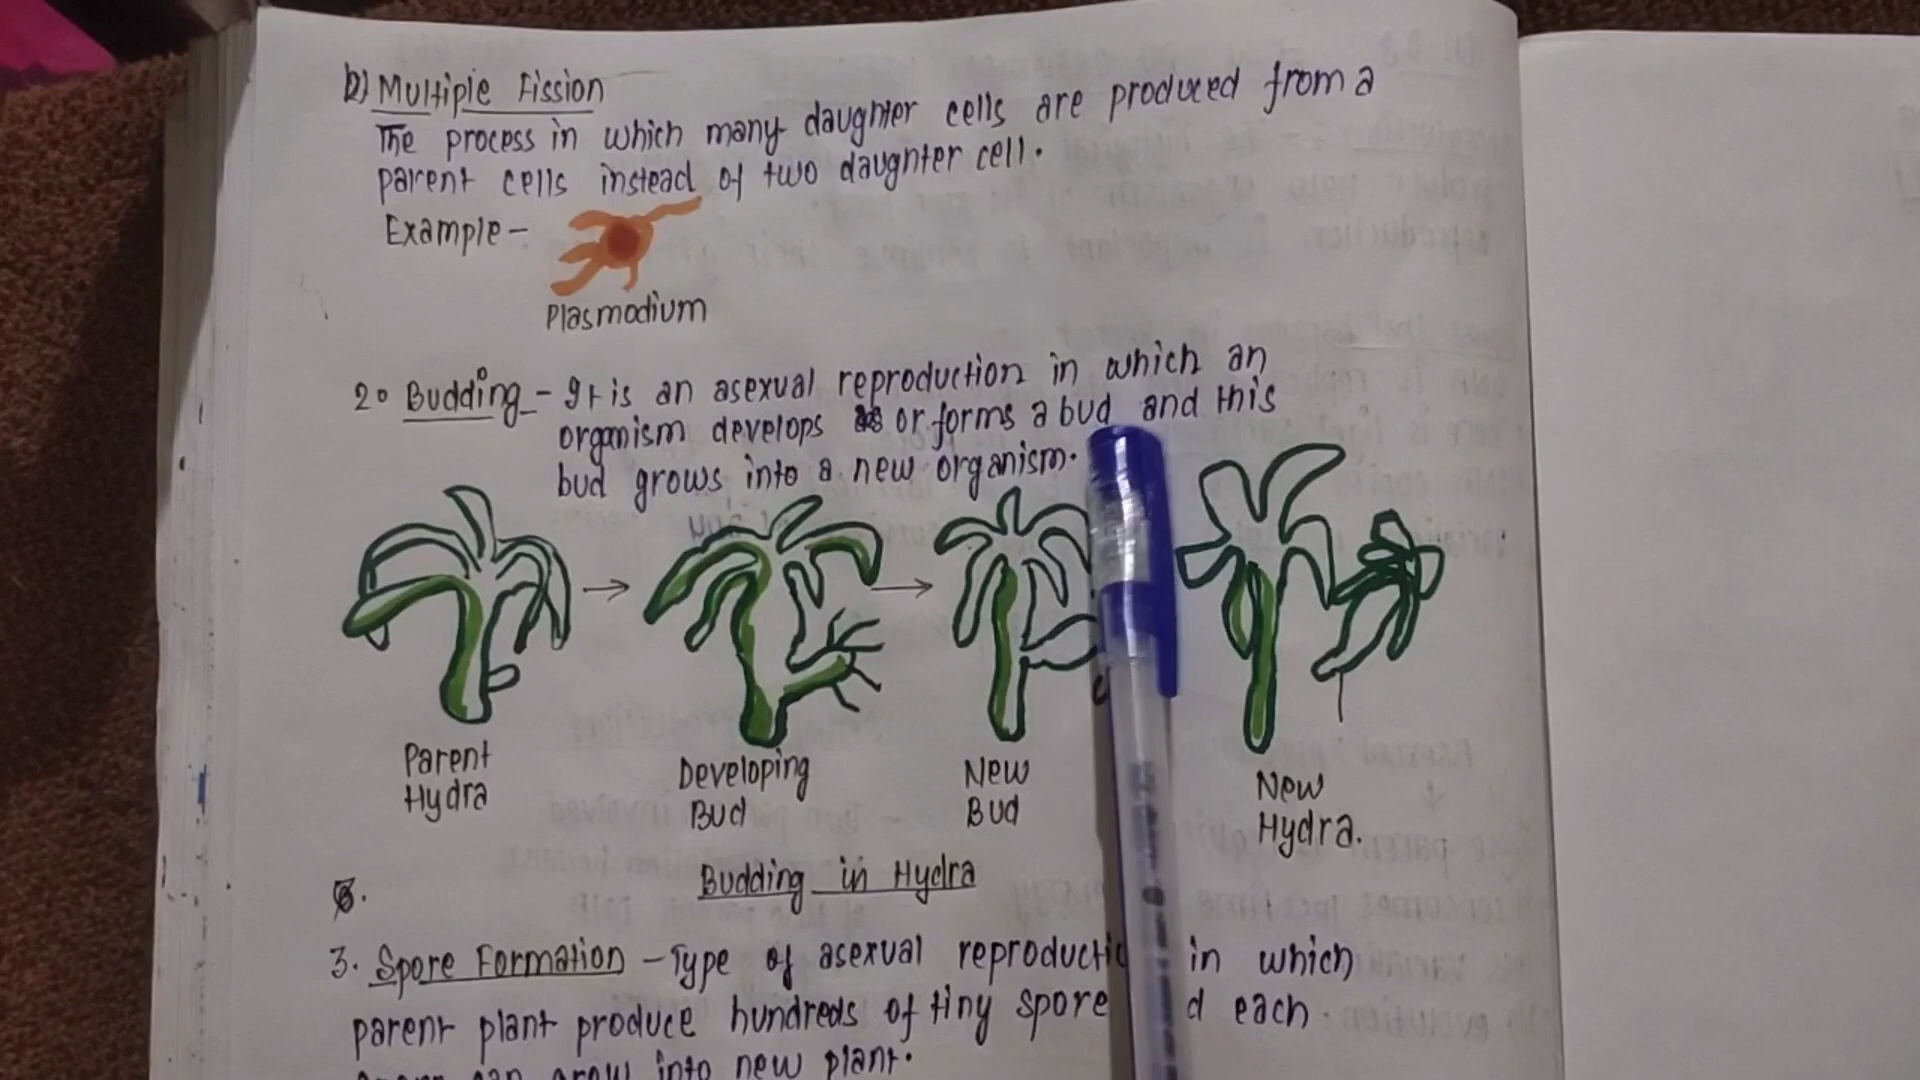 b) Multiple Fission
The process in which many daughter cells are produced from a
parent cells instead of two daughter cell.
Example -
Plasmodium
2. Budding - It is an asexual reproduction in which an
organism develops or forms a bud and this
bud grows into a new organism.
Parent
Hydra
Developing
Bud
New
Bud
New
Hydra.
Budding in Hydra
3. Spore Formation - Type of asexual reproducti in which
parent plant produce hundreds of tiny spore d each
can grow into new plant.